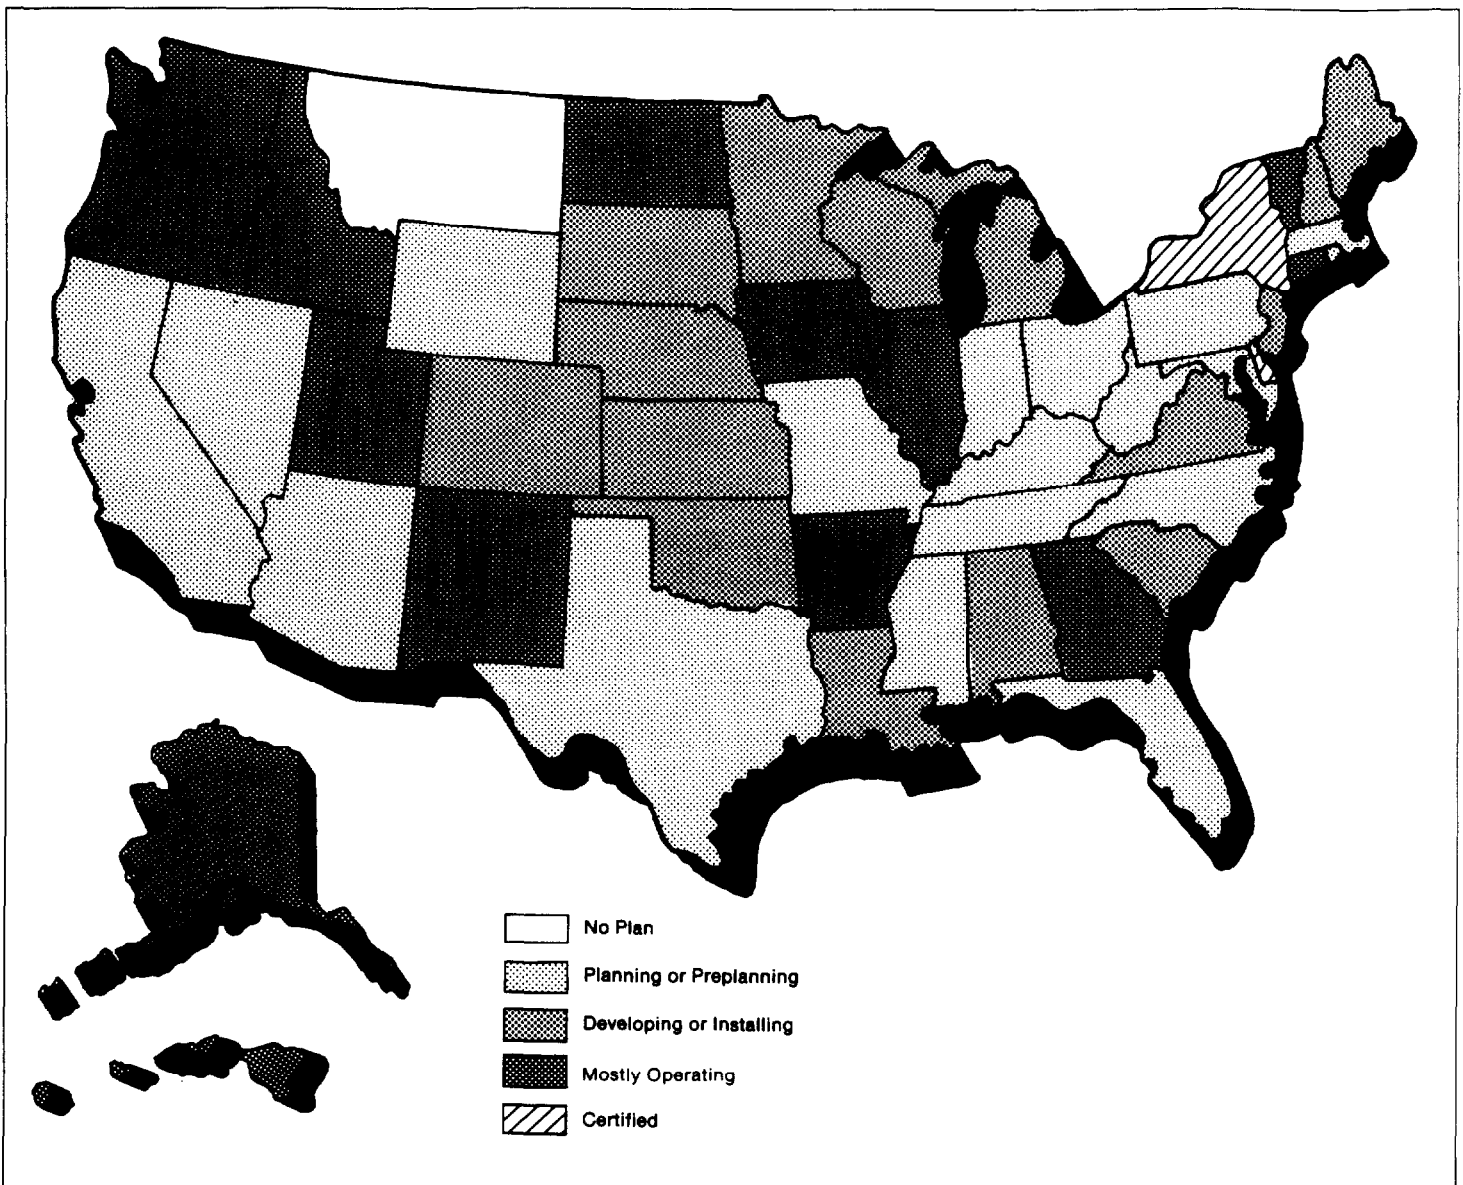 No Plan
Planning or Preplanning
Developing or Installing
Mostly Operating
Certified